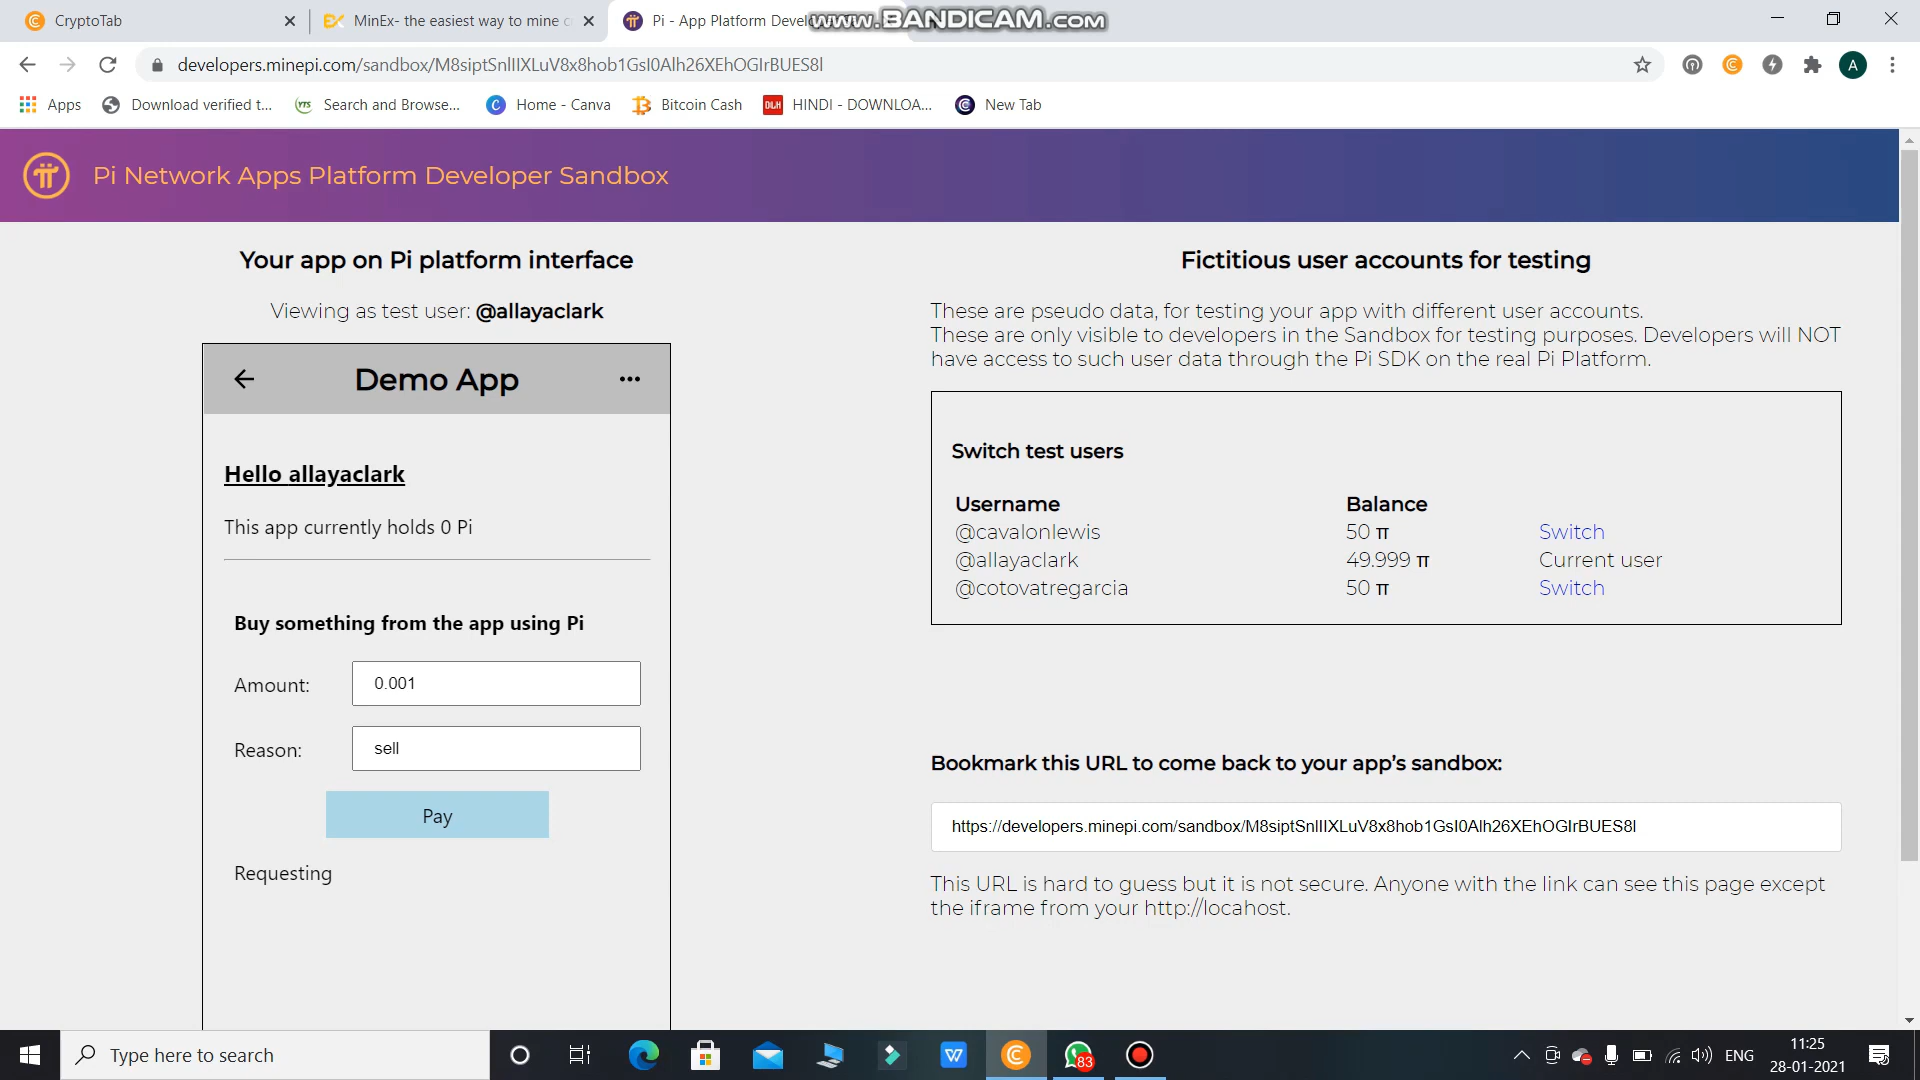 CryptoTab
MinEx- the easiest way to mine c
Pi - App Platform Devel
www.BANDICAM.com
developers.minepi.com/sandbox/M8siptSnlIIXLuV8x8hob1GsI0Alh26XEhOGIrBUES8l
A
Apps
Download verified t...
YTS
Search and Browse...
C
Home - Canva
Bitcoin Cash
DLH
HINDI - DOWNLOA...
New Tab
Pi Network Apps Platform Developer Sandbox
Your app on Pi platform interface
Viewing as test user: @allayaclark
Demo App
Hello allayaclark
This app currently holds 0 Pi
Buy something from the app using Pi
Amount:
0.001
Reason:
sell
Pay
Requesting
Fictitious user accounts for testing
These are pseudo data, for testing your app with different user accounts.
These are only visible to developers in the Sandbox for testing purposes. Developers will NOT
have access to such user data through the Pi SDK on the real Pi Platform.
Switch test users
Username Balance
@cavalonlewis 50 π Switch
@allayaclark 49.999 π Current user
@cotovatregarcia 50 π Switch
Bookmark this URL to come back to your app's sandbox:
https://developers.minepi.com/sandbox/M8siptSnlIIXLuV8x8hob1GsI0Alh26XEhOGIrBUES8l
This URL is hard to guess but it is not secure. Anyone with the link can see this page except
the iframe from your http://locahost.
Type here to search
W
C
83
ENG
11:25
28-01-2021